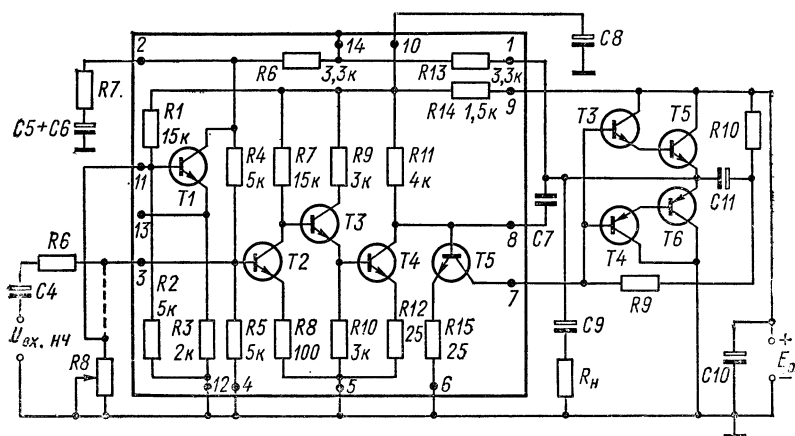 2
14
10
1
C8
R7.
R6
3,3к
R13
3,3к
R14 1,5к
9
C5+C6
R1
15к
T3
T5
R10
R4
5к
R7
15к
R9
3к
R11
4к
11
T1
C11
13
T3
8
C7
R6
3
T2
T4
T5
T4
T6
7
C4
R2
5к
R9
Uвх. нч
R3
2к
R5
5к
R8
100
R10
3к
R12
25
R15
25
C9
R8
C10
+
Eо
−
Rн
12
4
5
6